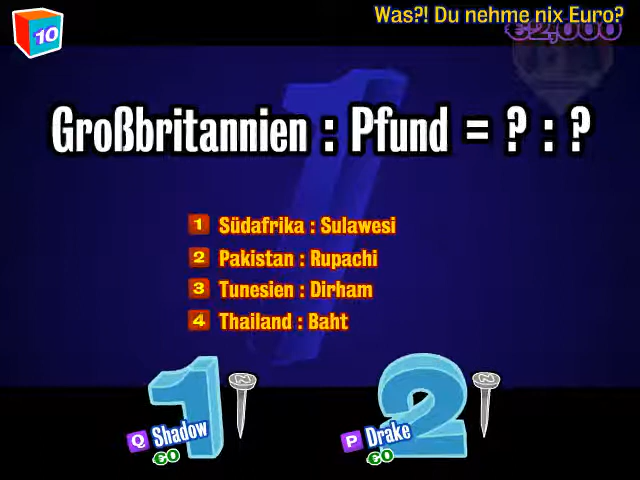 Was?! Du nehme nix Euro?
10
€2,000
Großbritannien : Pfund = ? : ?
1 Südafrika : Sulawesi
2 Pakistan : Rupachi
3 Tunesien : Dirham
4 Thailand : Baht
1
2
Q Shadow
€0
P Drake
€0